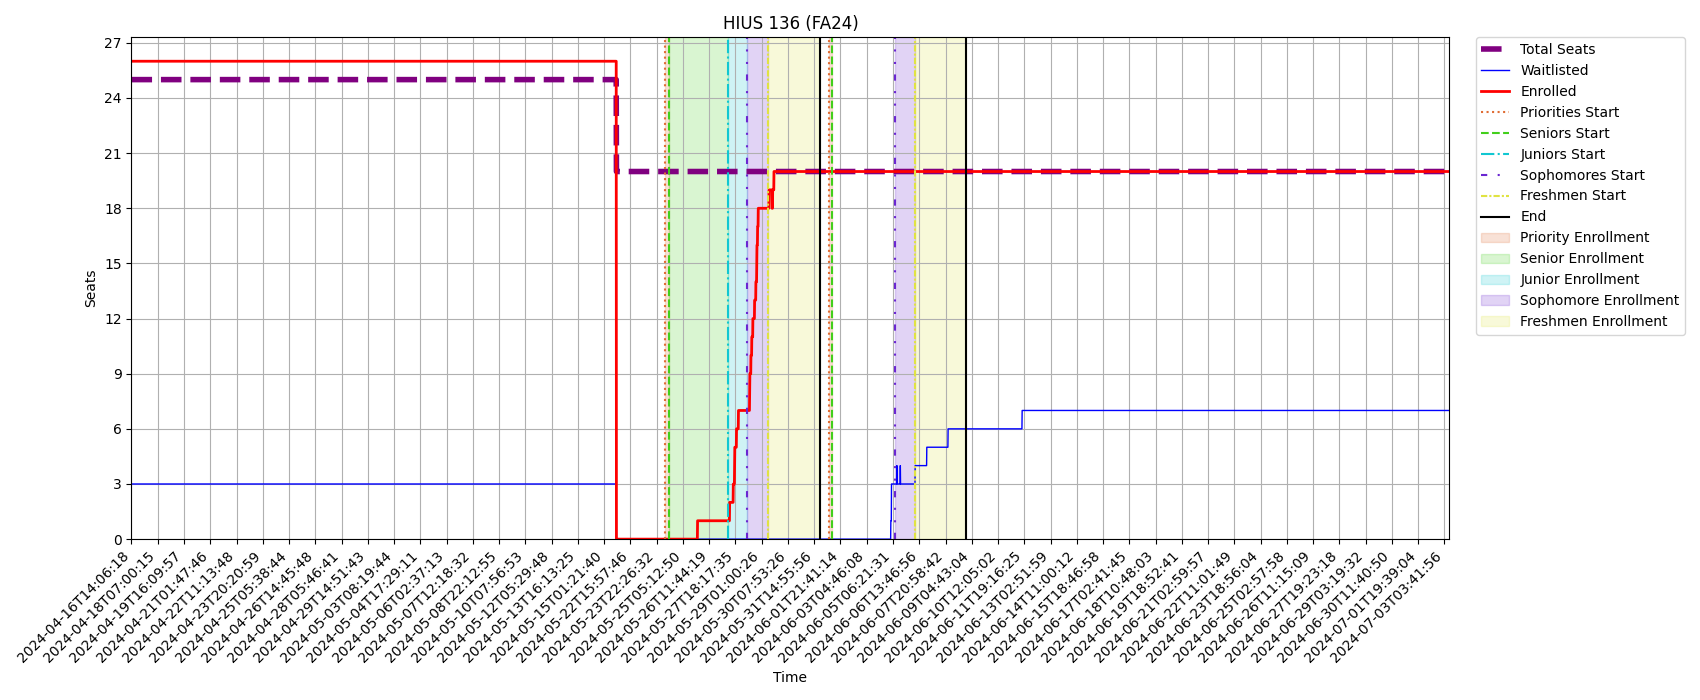 HIUS 136 (FA24)
27
24
21
18
15
12
9
6
3
0
Seats
2024-04-16T14:06:18
2024-04-18T07:00:15
2024-04-19T16:09:57
2024-04-21T01:47:46
2024-04-22T11:13:48
2024-04-23T20:20:59
2024-04-25T05:38:44
2024-04-26T14:45:48
2024-04-28T05:46:41
2024-04-29T14:51:43
2024-05-03T08:19:44
2024-05-04T17:29:11
2024-05-06T02:37:13
2024-05-07T12:18:32
2024-05-08T22:12:55
2024-05-10T07:56:53
2024-05-12T05:29:48
2024-05-13T16:13:25
2024-05-15T01:21:40
2024-05-22T15:57:46
2024-05-23T22:26:32
2024-05-25T05:12:50
2024-05-26T11:44:19
2024-05-27T18:17:35
2024-05-29T01:00:26
2024-05-30T07:53:26
2024-05-31T14:55:56
2024-06-01T21:41:14
2024-06-03T04:46:08
2024-06-05T06:21:31
2024-06-06T13:46:56
2024-06-07T20:58:42
2024-06-09T04:43:04
2024-06-10T12:05:02
2024-06-11T19:16:25
2024-06-13T02:51:59
2024-06-14T11:00:12
2024-06-15T18:46:58
2024-06-17T02:41:45
2024-06-18T10:48:03
2024-06-19T18:52:41
2024-06-21T02:59:57
2024-06-22T11:01:49
2024-06-23T18:56:04
2024-06-25T02:57:58
2024-06-26T11:15:09
2024-06-27T19:23:18
2024-06-29T03:19:32
2024-06-30T11:40:50
2024-07-01T19:39:04
2024-07-03T03:41:56
Time
Total Seats
Waitlisted
Enrolled
Priorities Start
Seniors Start
Juniors Start
Sophomores Start
Freshmen Start
End
Priority Enrollment
Senior Enrollment
Junior Enrollment
Sophomore Enrollment
Freshmen Enrollment